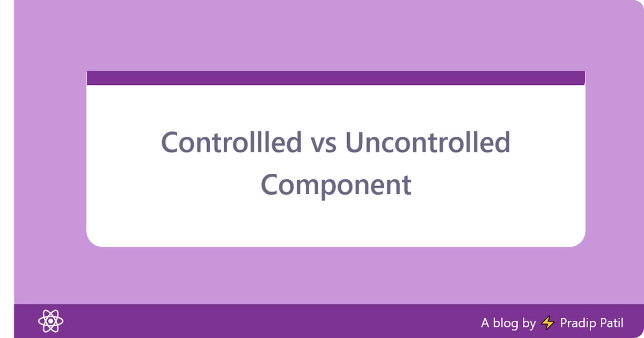 Controllled vs Uncontrolled
Component
A blog by ⚡ Pradip Patil